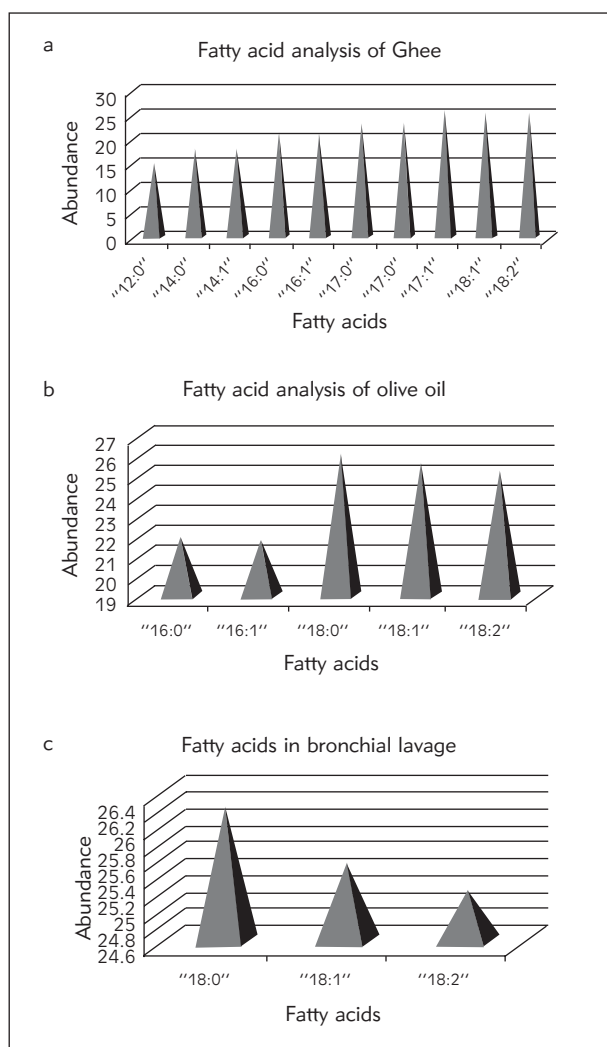 a
Fatty acid analysis of Ghee
Abundance
30
25
20
15
10
5
0
"12:0" "14:0" "14:1" "16:0" "16:1" "17:0" "17:0" "17:1" "18:1" "18:2"
Fatty acids
b
Fatty acid analysis of olive oil
Abundance
27
26
25
24
23
22
21
20
19
"16:0" "16:1" "18:0" "18:1" "18:2"
Fatty acids
c
Fatty acids in bronchial lavage
Abundance
26.4
26.2
26
25.8
25.6
25.4
25.2
25
24.8
24.6
"18:0" "18:1" "18:2"
Fatty acids